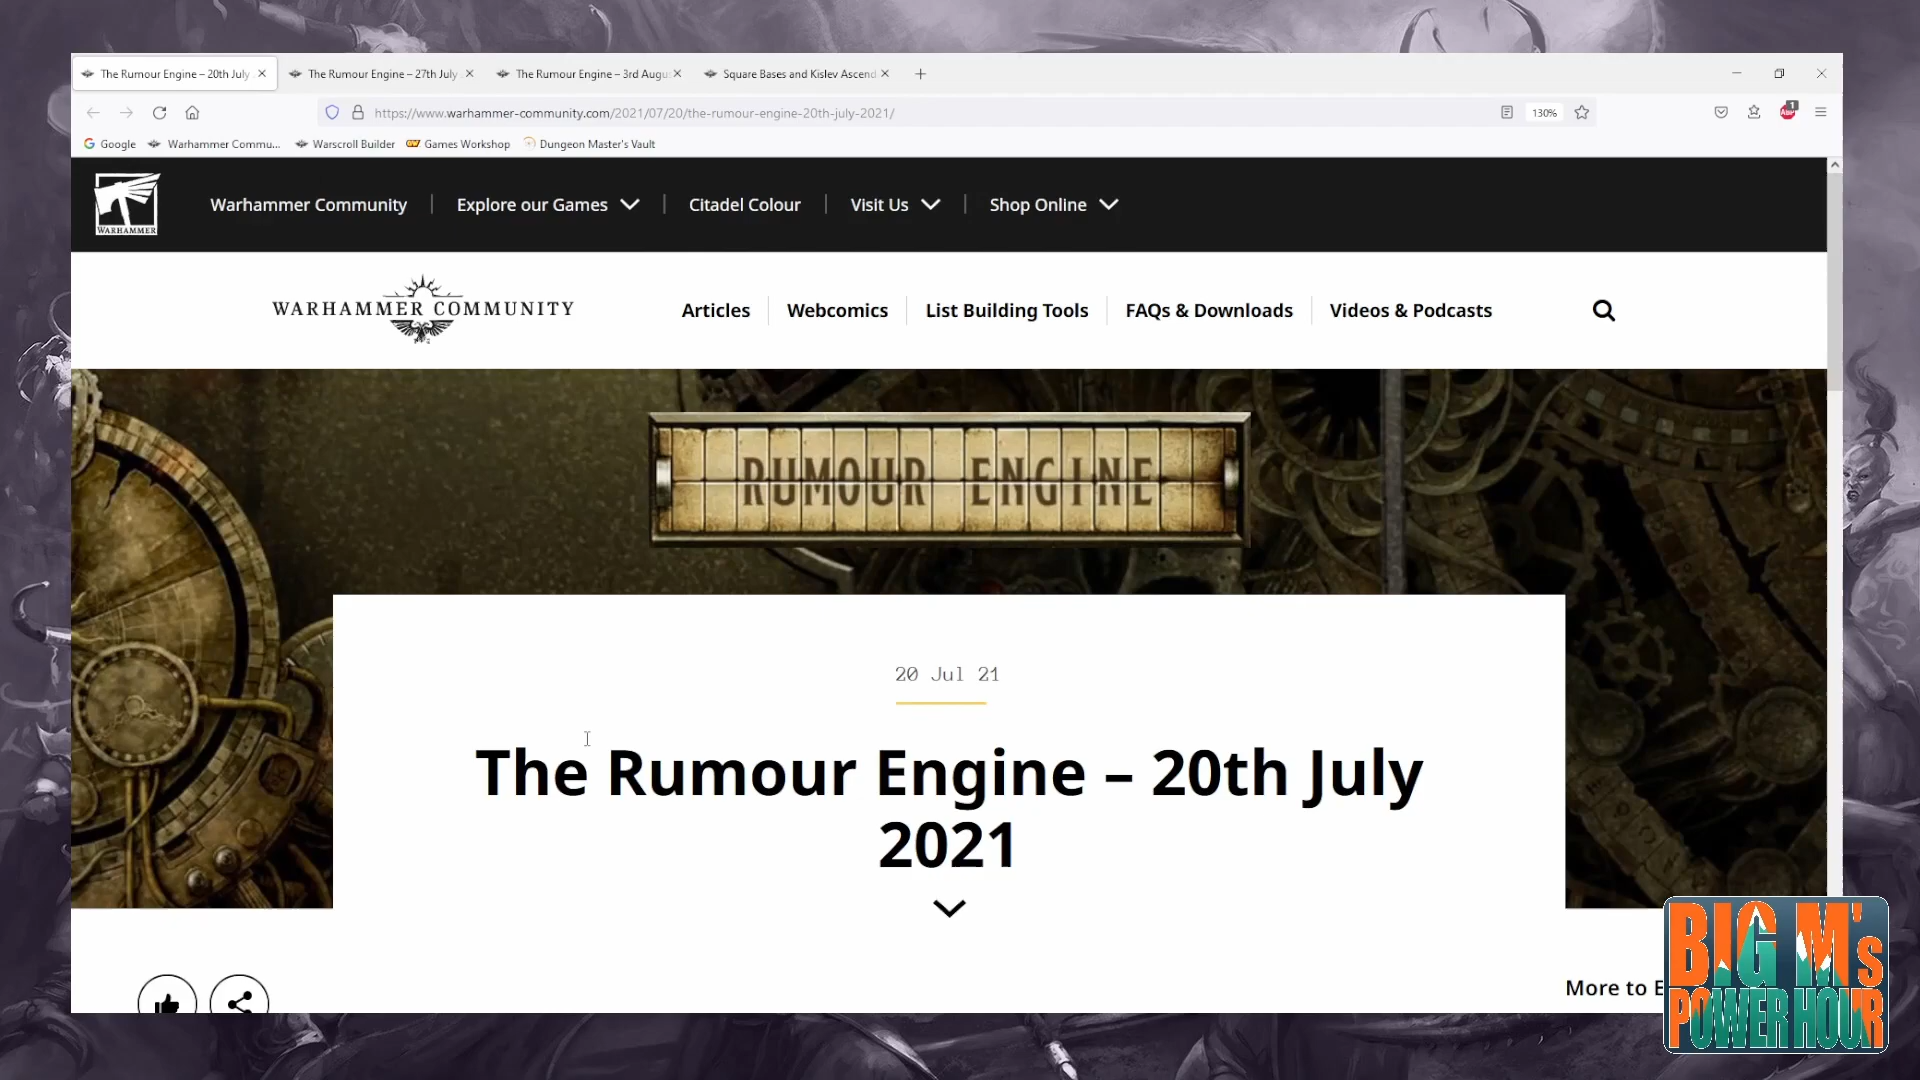 The Rumour Engine – 20th July
The Rumour Engine – 27th July
The Rumour Engine – 3rd Augu
Square Bases and Kislev Ascend
https://www.warhammer-community.com/2021/07/20/the-rumour-engine-20th-july-2021/
130%
ABP
1
Google
Warhammer Commu...
Warscroll Builder
Games Workshop
Dungeon Master's Vault
WARHAMMER
Warhammer Community
Explore our Games
Citadel Colour
Visit Us
Shop Online
WARHAMMER COMMUNITY
Articles
Webcomics
List Building Tools
FAQs & Downloads
Videos & Podcasts
RUMOUR ENGINE
20 Jul 21
The Rumour Engine – 20th July
2021
More to E
BIG M's
POWER HOUR